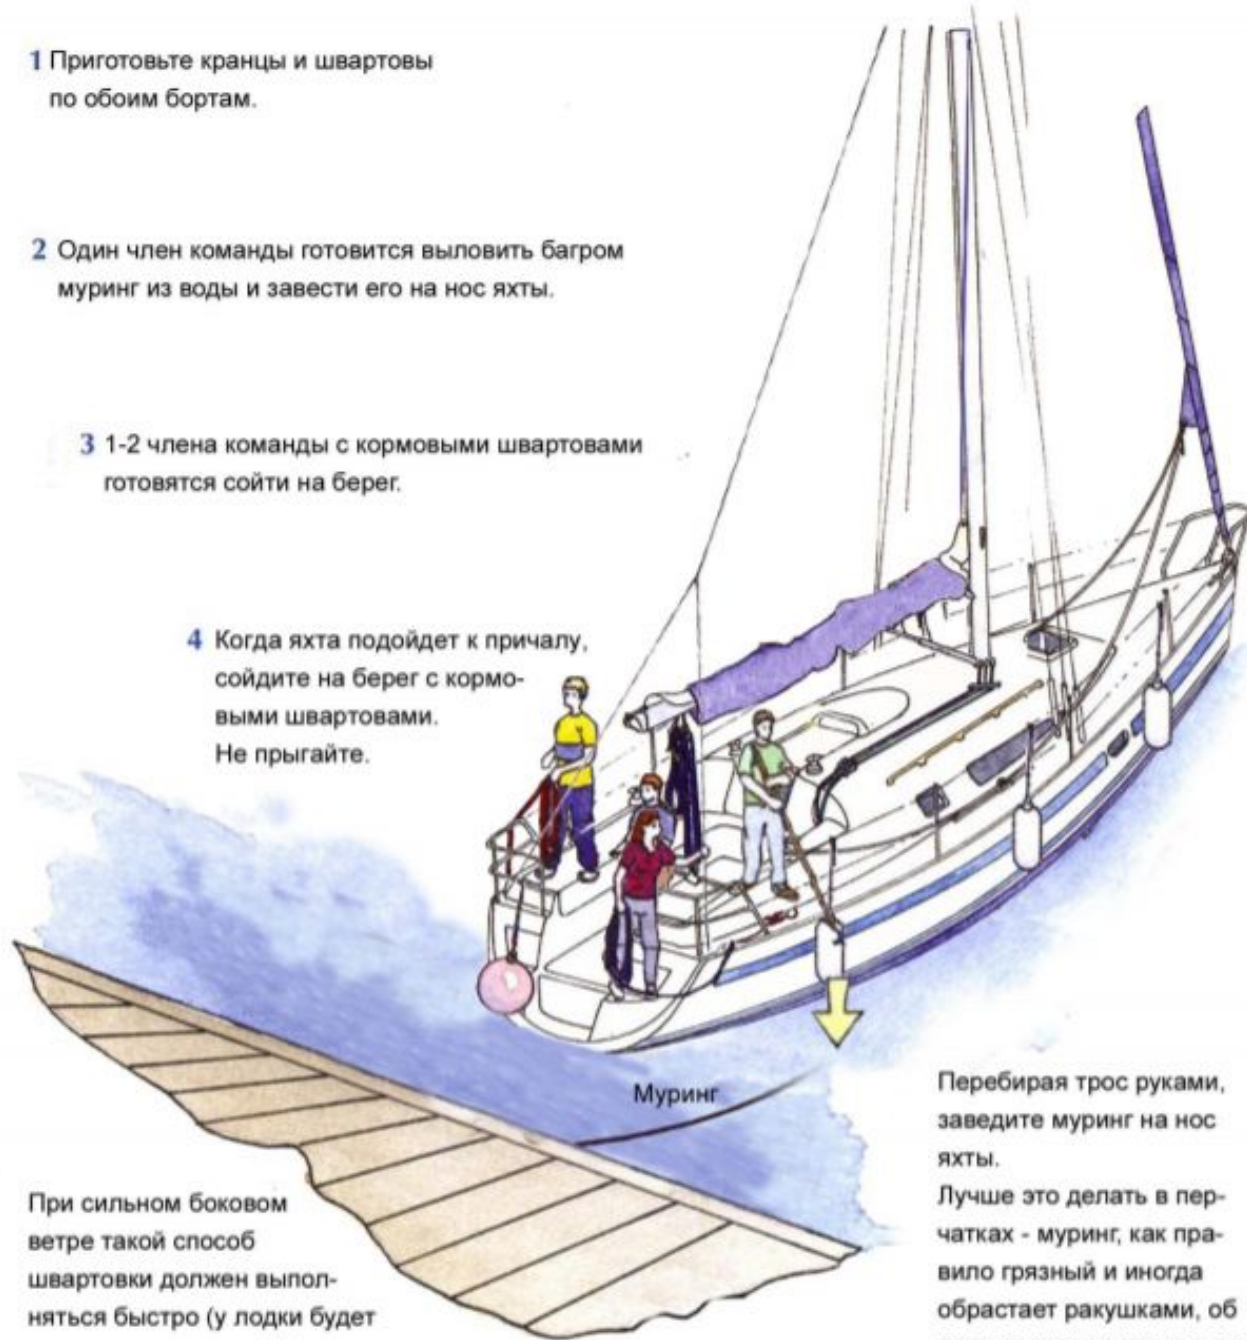 1 Приготовьте кранцы и швартовы
по обоим бортам.
2 Один член команды готовится выловить багром
муринг из воды и завести его на нос яхты.
3 1-2 члена команды с кормовыми швартовами
готовятся сойти на берег.
4 Когда яхта подойдет к причалу,
сойдите на берег с кормо-
выми швартовами.
Не прыгайте.
Муринг
При сильном боковом
ветре такой способ
швартовки должен выпол-
няться быстро (у лодки будет
Перебирая трос руками,
заведите муринг на нос
яхты.
Лучше это делать в пер-
чатках - муринг, как пра-
вило грязный и иногда
обрастает ракушками, об